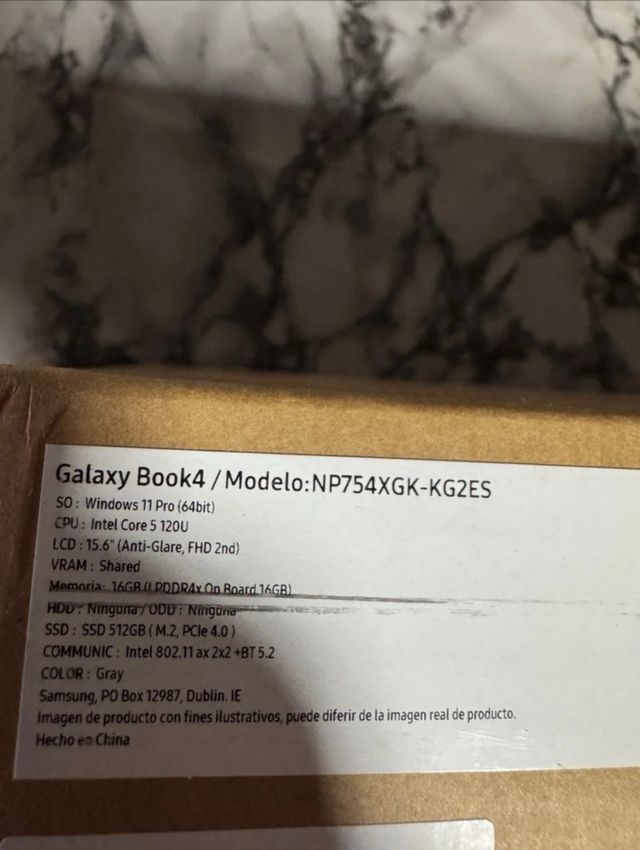 Galaxy Book4 / Modelo:NP754XGK-KG2ES
SO : Windows 11 Pro (64bit)
CPU : Intel Core 5 120U
LCD : 15.6" (Anti-Glare, FHD 2nd)
VRAM : Shared
Memoria: 16GB (LPDDR4x On Board 16GB)
HDD : Ninguna / ODD : Ninguna
SSD : SSD 512GB ( M.2, PCIe 4.0 )
COMMUNIC : Intel 802.11 ax 2x2 +BT 5.2
COLOR : Gray
Samsung, PO Box 12987, Dublin. IE
Imagen de producto con fines ilustrativos, puede diferir de la imagen real de producto.
Hecho en China